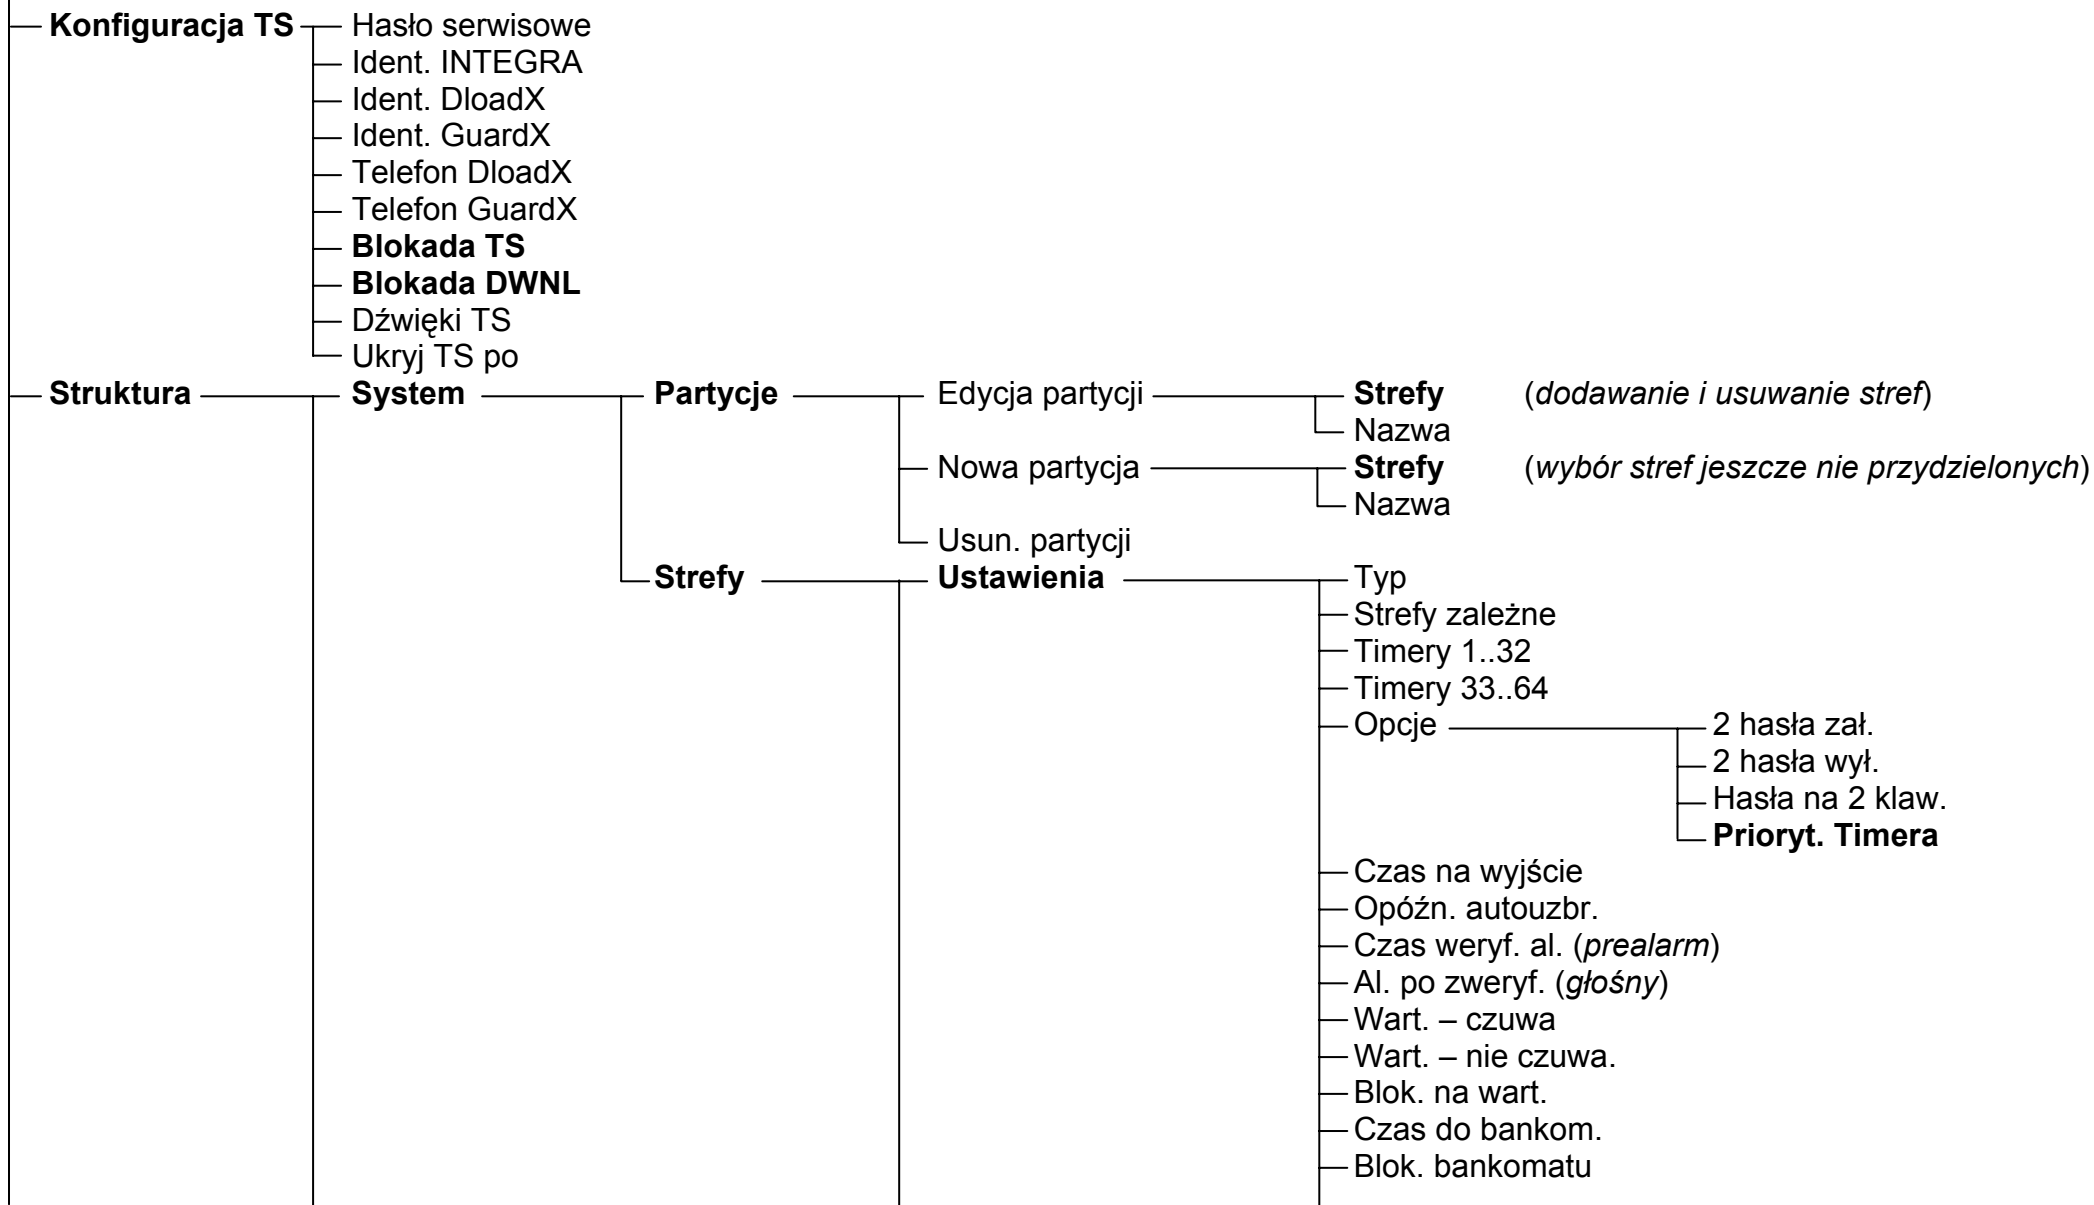 Konfiguracja TS Hasło serwisowe
Ident. INTEGRA
Ident. DloadX
Ident. GuardX
Telefon DloadX
Telefon GuardX
Blokada TS
Blokada DWNL
Dźwięki TS
Ukryj TS po
Struktura System Partycje Edycja partycji Strefy (dodawanie i usuwanie stref)
Nazwa
Nowa partycja Strefy (wybór stref jeszcze nie przydzielonych)
Nazwa
Usun. partycji
Strefy Ustawienia Typ
Strefy zależne
Timery 1..32
Timery 33..64
Opcje 2 hasła zał.
2 hasła wył.
Hasła na 2 klaw.
Prioryt. Timera
Czas na wyjście
Opóźn. autouzbr.
Czas weryf. al. (prealarm)
Al. po zweryf. (głośny)
Wart. – czuwa
Wart. – nie czuwa.
Blok. na wart.
Czas do bankom.
Blok. bankomatu